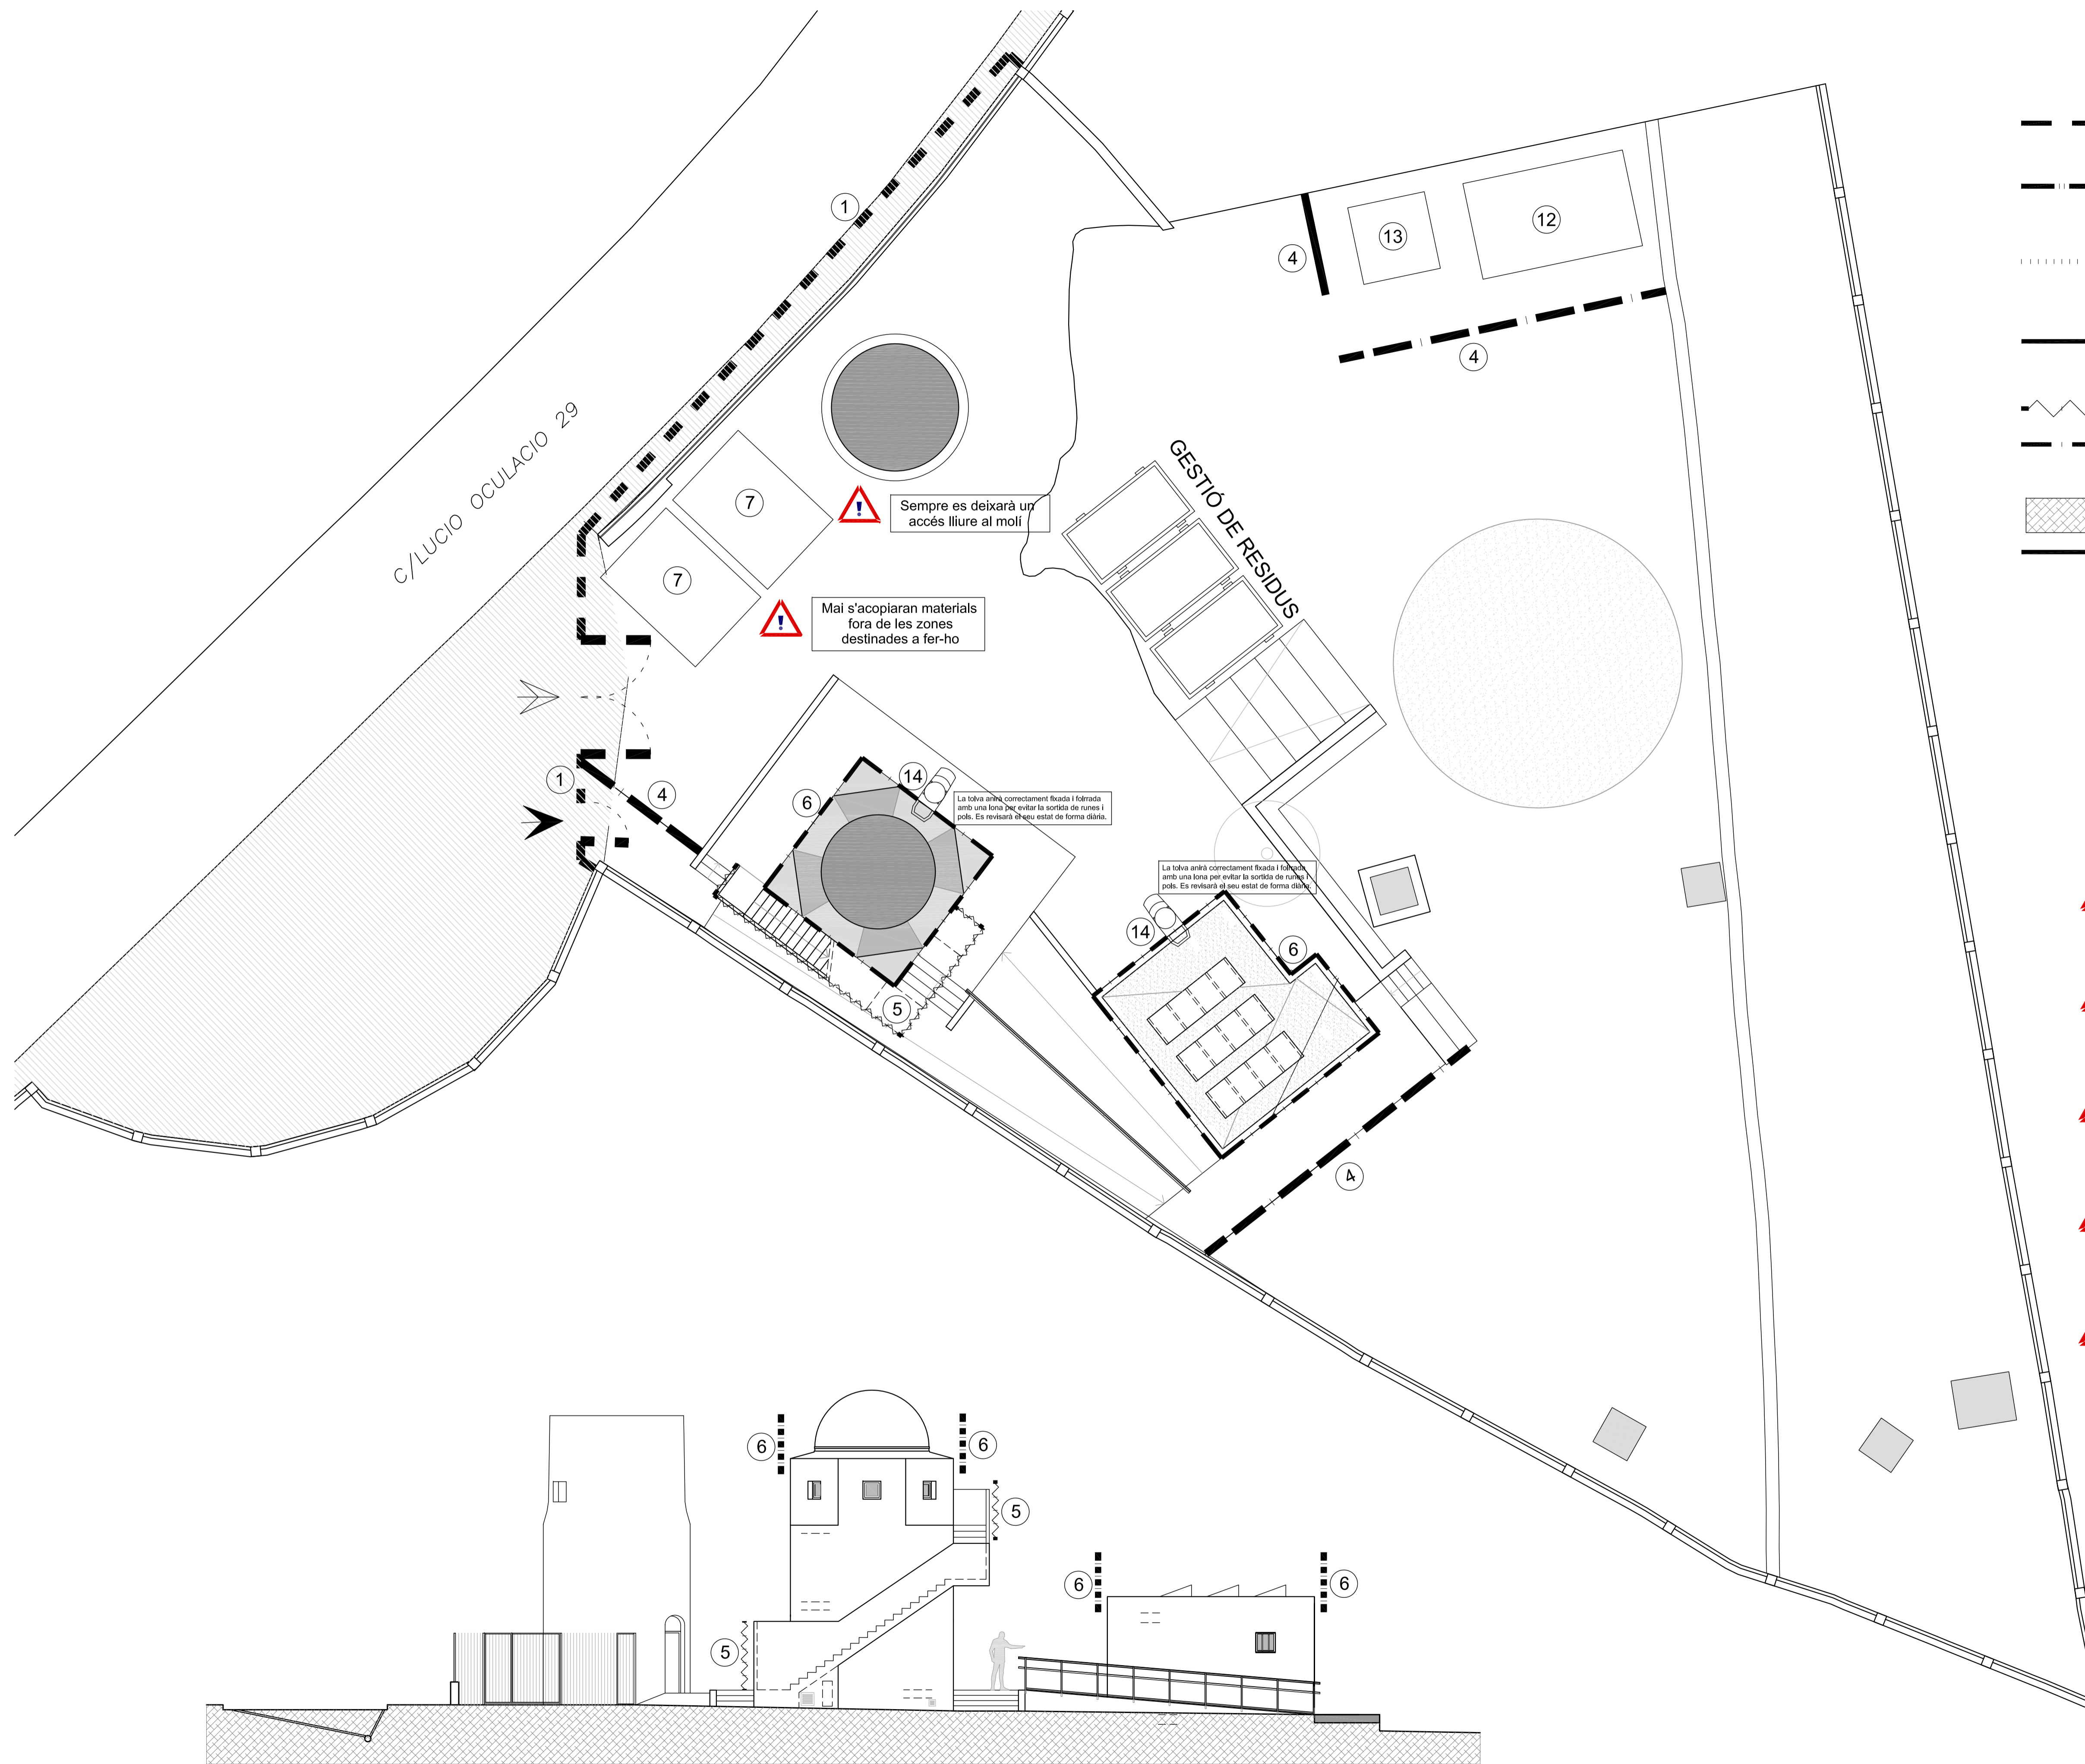 1
13
12
4
4
C/LUCIO OCULACIO 29
GESTIÓ DE RESIDUS
7
Sempre es deixarà un
accés lliure al molí
7
Mai s'acopiaran materials
fora de les zones
destinades a fer-ho
1
4
6
14
La tolva anirà correctament fixada i folrrada
amb una lona per evitar la sortida de runes i
pols. Es revisarà el seu estat de forma diària.
La tolva anirà correctament fixada i folrrada
amb una lona per evitar la sortida de runes i
pols. Es revisarà el seu estat de forma diària.
14
6
5
4
6
6
5
6
6
5